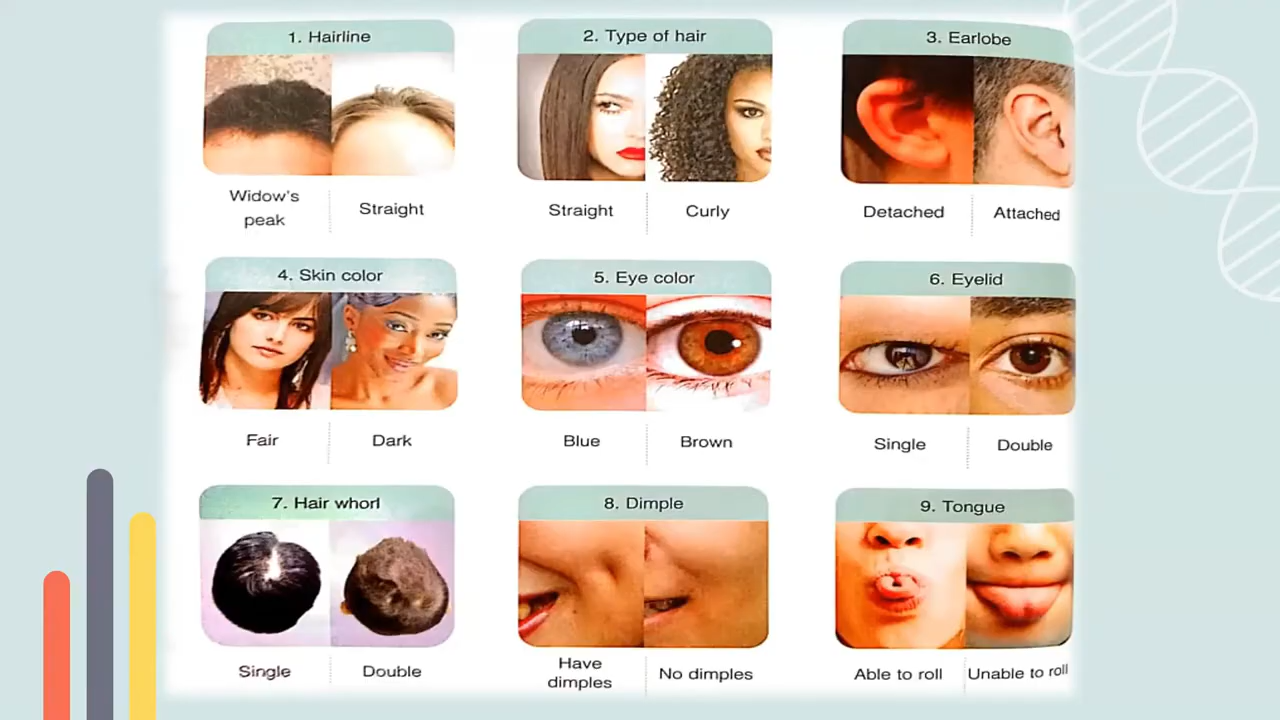 1. Hairline
2. Type of hair
3. Earlobe
Widow's
peak
Straight
Straight
Curly
Detached
Attached
4. Skin color
5. Eye color
6. Eyelid
Fair
Dark
Blue
Brown
Single
Double
7. Hair whorl
8. Dimple
9. Tongue
Single
Double
Have
dimples
No dimples
Able to roll
Unable to roll